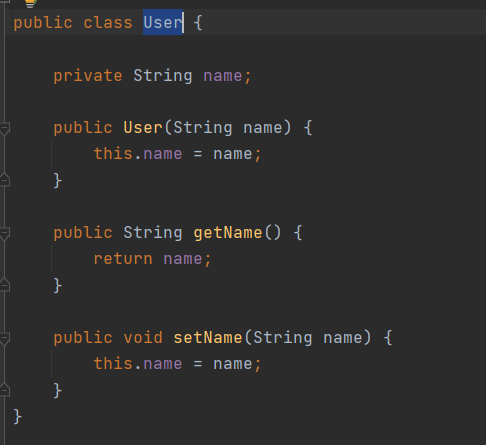 public class User {
private String name;
public User(String name) {
this.name = name;
}
public String getName() {
return name;
}
public void setName(String name) {
this.name = name;
}
}